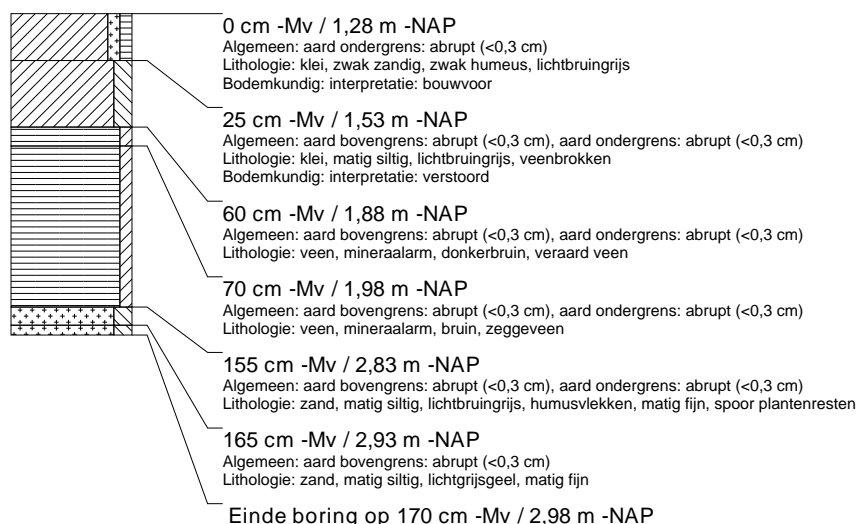 0 cm -Mv / 1,28 m -NAP
Algemeen: aard ondergrens: abrupt (<0,3 cm)
Lithologie: klei, zwak zandig, zwak humeus, lichtbruingrijs
Bodemkundig: interpretatie: bouwvoor
25 cm -Mv / 1,53 m -NAP
Algemeen: aard bovengrens: abrupt (<0,3 cm), aard ondergrens: abrupt (<0,3 cm)
Lithologie: klei, matig siltig, lichtbruingrijs, veenbrokken
Bodemkundig: interpretatie: verstoord
60 cm -Mv / 1,88 m -NAP
Algemeen: aard bovengrens: abrupt (<0,3 cm), aard ondergrens: abrupt (<0,3 cm)
Lithologie: veen, mineraalarm, donkerbruin, veraard veen
70 cm -Mv / 1,98 m -NAP
Algemeen: aard bovengrens: abrupt (<0,3 cm), aard ondergrens: abrupt (<0,3 cm)
Lithologie: veen, mineraalarm, bruin, zeggeveen
155 cm -Mv / 2,83 m -NAP
Algemeen: aard bovengrens: abrupt (<0,3 cm), aard ondergrens: abrupt (<0,3 cm)
Lithologie: zand, matig siltig, lichtbruingrijs, humusvlekken, matig fijn, spoor plantenresten
165 cm -Mv / 2,93 m -NAP
Algemeen: aard bovengrens: abrupt (<0,3 cm)
Lithologie: zand, matig siltig, lichtgrijsgeel, matig fijn
Einde boring op 170 cm -Mv / 2,98 m -NAP